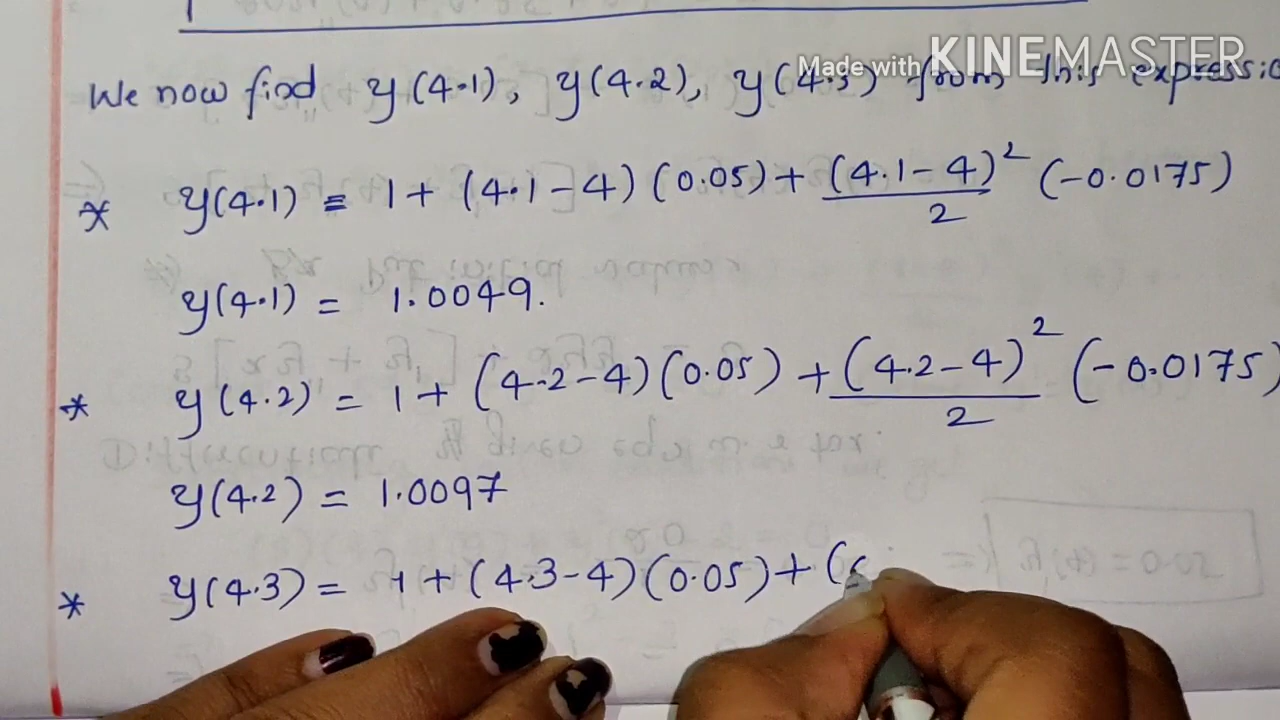 Made with KINEMASTER
We now find y(4.1), y(4.2), y(4.3) from this expressio
* y(4.1) = 1 + (4.1 - 4) (0.05) + (4.1 - 4)² / 2 (-0.0175)
y(4.1) = 1.0049.
* y(4.2) = 1 + (4.2 - 4) (0.05) + (4.2 - 4)² / 2 (-0.0175)
y(4.2) = 1.0097
* y(4.3) = 1 + (4.3 - 4) (0.05) + (